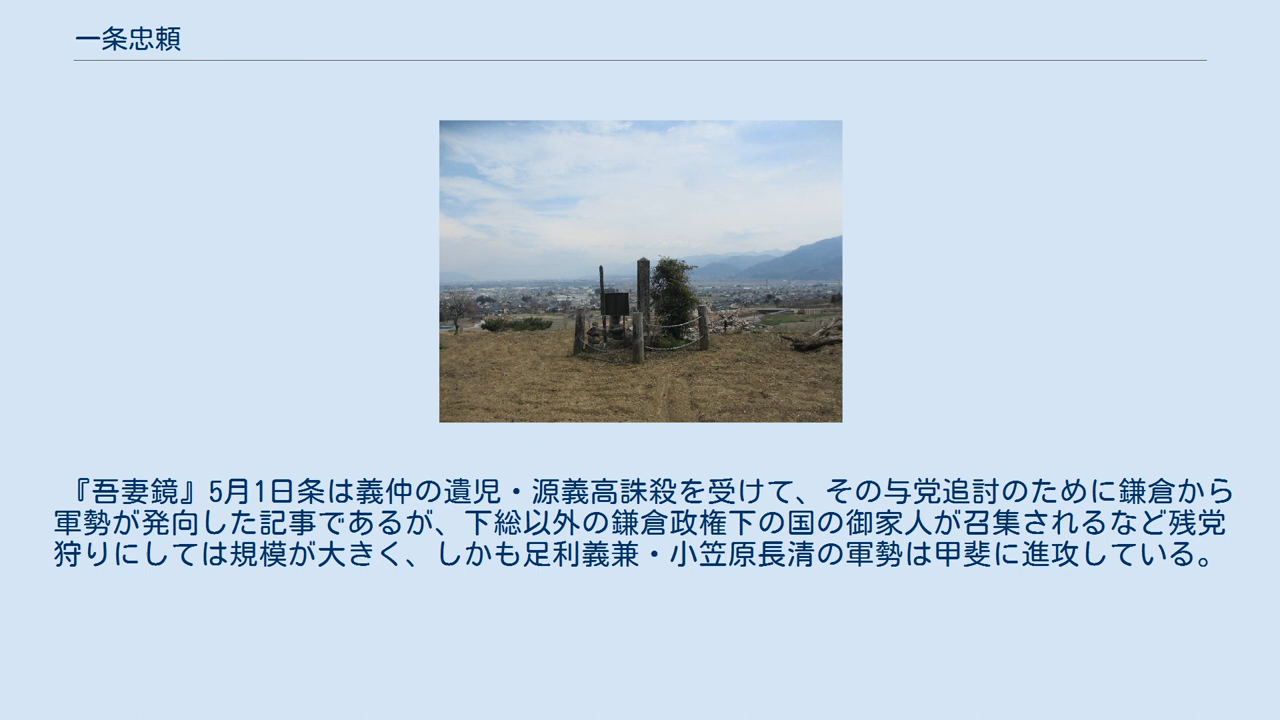 一条忠頼
『吾妻鏡』5月1日条は義仲の遺児・源義高誅殺を受けて、その与党追討のために鎌倉から
軍勢が発向した記事であるが、下総以外の鎌倉政権下の国の御家人が召集されるなど残党
狩りにしては規模が大きく、しかも足利義兼・小笠原長清の軍勢は甲斐に進攻している。